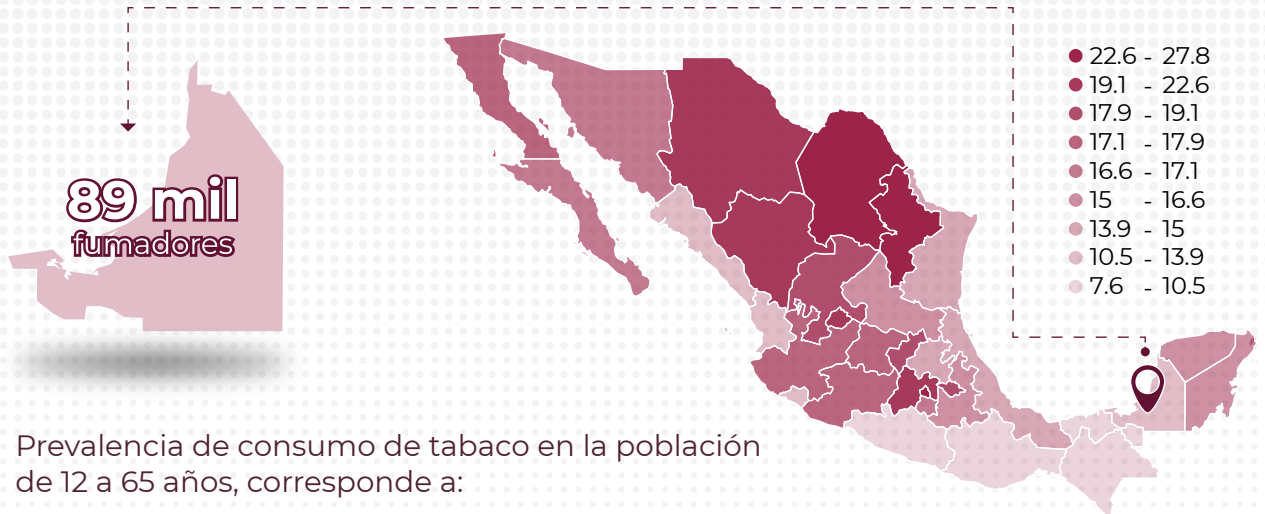 22.6 - 27.8
19.1 - 22.6
17.9 - 19.1
17.1 - 17.9
16.6 - 17.1
15 - 16.6
13.9 - 15
10.5 - 13.9
7.6 - 10.5
89 mil
fumadores
Prevalencia de consumo de tabaco en la población
de 12 a 65 años, corresponde a: